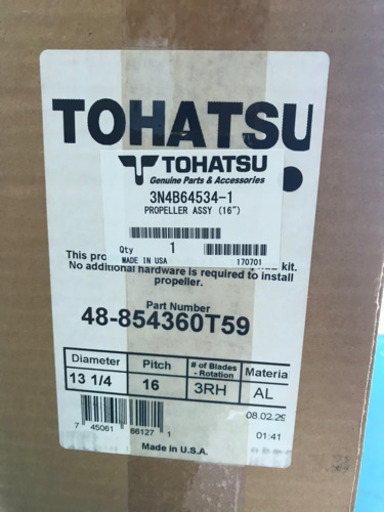 TOHATSU
TOHATSU
Genuine Parts & Accessories
3N4B64534-1
PROPELLER ASSY (16")
Qty 1
MADE IN USA 170701
This pro kit.
No additional hardware is required to install
propeller.
Part Number
48-854360T59
Diameter Pitch # of Blades - Rotation Materia
13 1/4 16 3RH AL
08.02.29
01:41
7 45061 66127 1
Made in U.S.A.